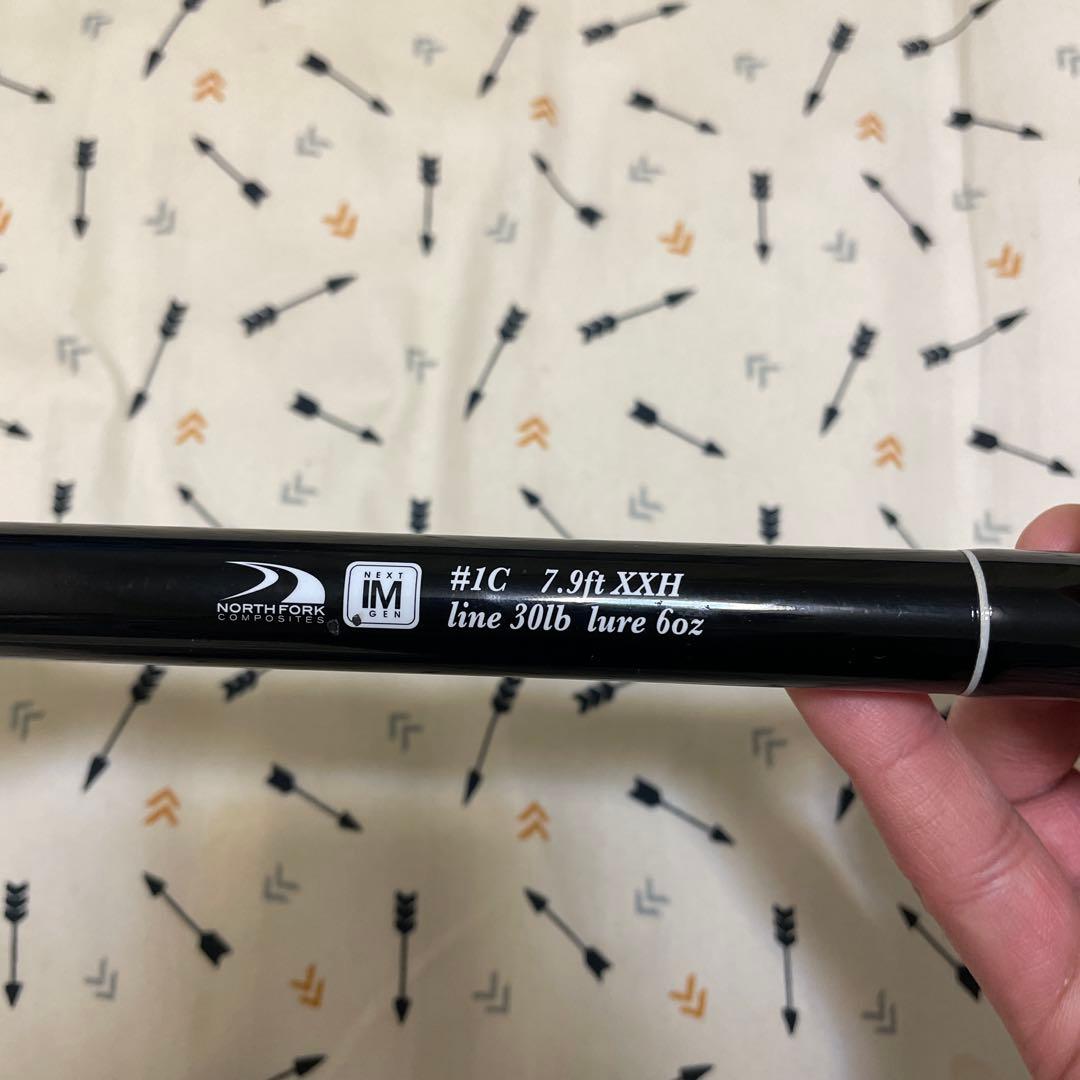 NORTH FORK
COMPOSITES
NEXT
IM
GEN
#1C 7.9ft XXH
line 30lb lure 6oz